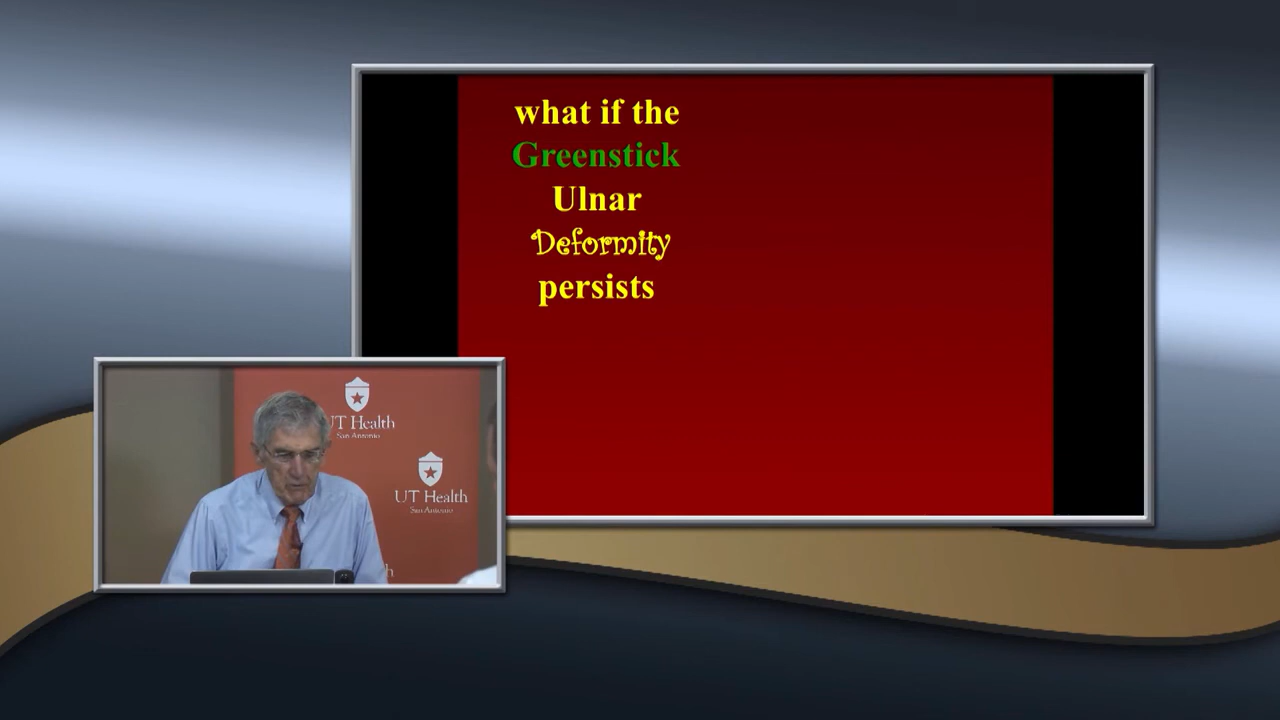 what if the
Greenstick
Ulnar
Deformity
persists
UT Health
San Antonio
UT Health
San Antonio